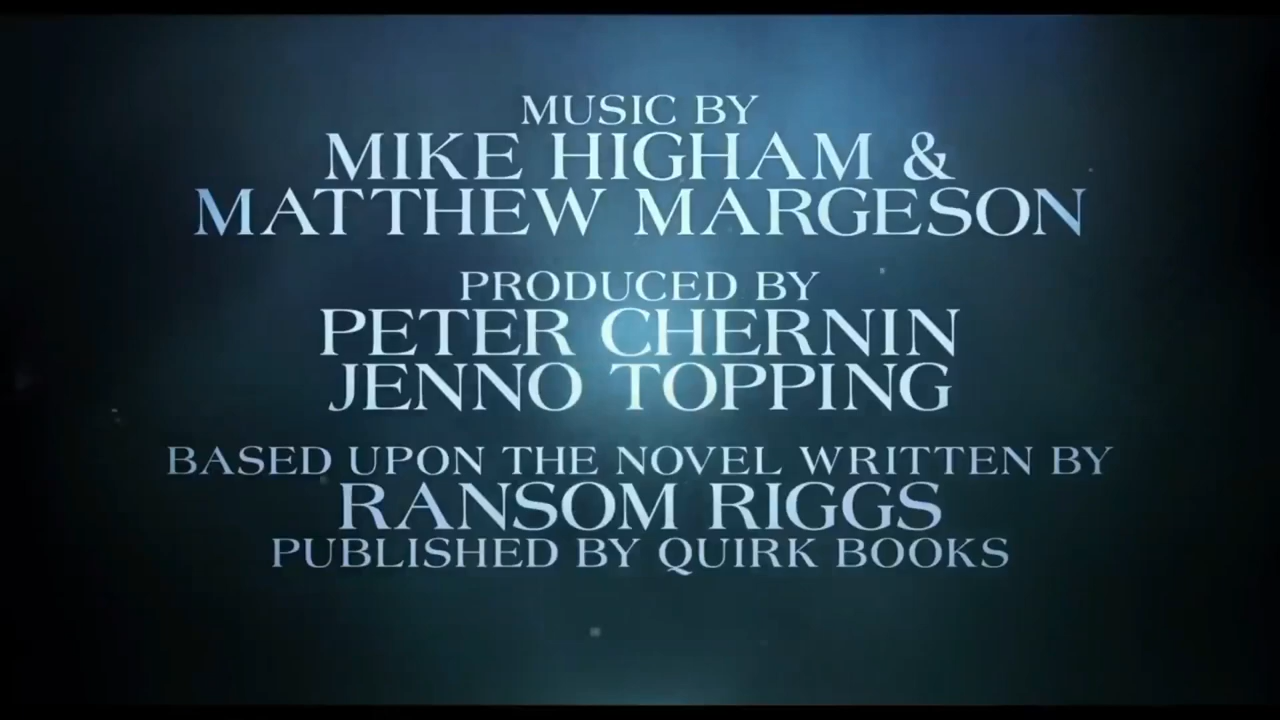 MUSIC BY
MIKE HIGHAM &
MATTHEW MARGESON
PRODUCED BY
PETER CHERNIN
JENNO TOPPING
BASED UPON THE NOVEL WRITTEN BY
RANSOM RIGGS
PUBLISHED BY QUIRK BOOKS